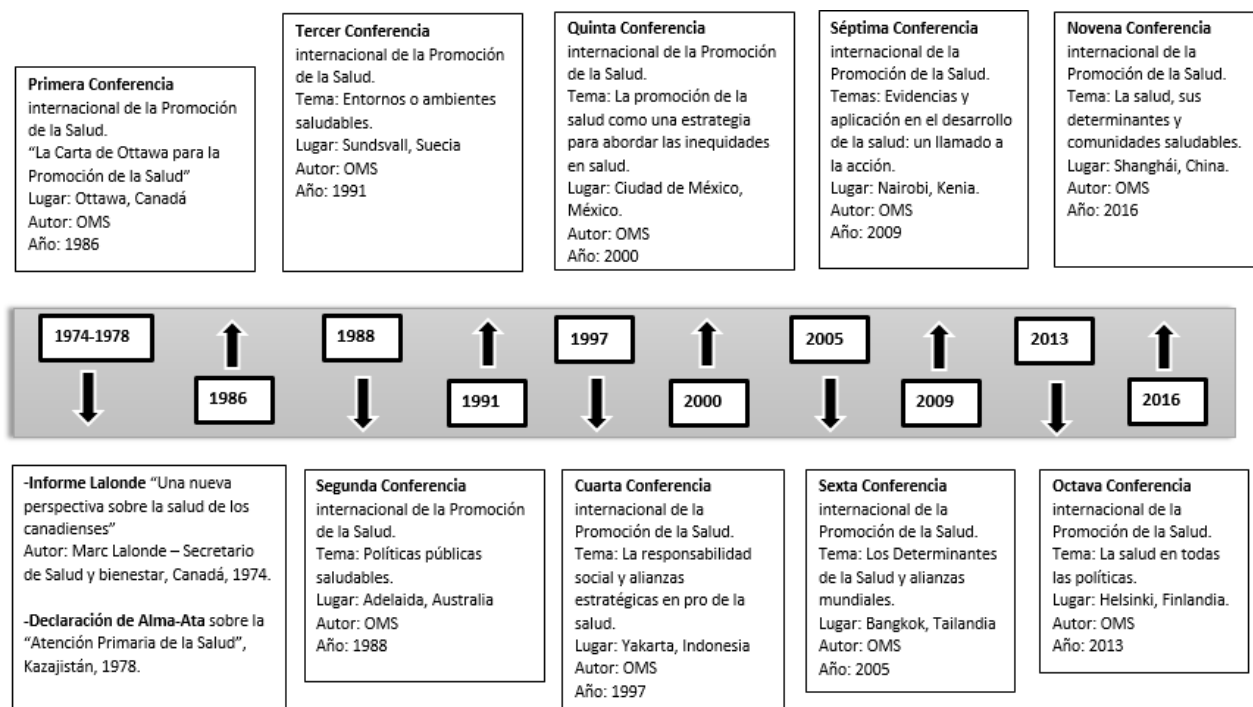 Primera Conferencia
internacional de la Promoción
de la Salud.
“La Carta de Ottawa para la
Promoción de la Salud”
Lugar: Ottawa, Canadá
Autor: OMS
Año: 1986
Tercer Conferencia
internacional de la Promoción
de la Salud.
Tema: Entornos o ambientes
saludables.
Lugar: Sundsvall, Suecia
Autor: OMS
Año: 1991
Quinta Conferencia
internacional de la Promoción
de la Salud.
Tema: La promoción de la
salud como una estrategia
para abordar las inequidades
en salud.
Lugar: Ciudad de México,
México.
Autor: OMS
Año: 2000
Séptima Conferencia
internacional de la
Promoción de la Salud.
Temas: Evidencias y
aplicación en el desarrollo
de la salud: un llamado a
la acción.
Lugar: Nairobi, Kenia.
Autor: OMS
Año: 2009
Novena Conferencia
internacional de la
Promoción de la Salud.
Tema: La salud, sus
determinantes y
comunidades saludables.
Lugar: Shanghái, China.
Autor: OMS
Año: 2016
1974-1978
1986
1988
1991
1997
2000
2005
2009
2013
2016
-Informe Lalonde “Una nueva
perspectiva sobre la salud de los
canadienses”
Autor: Marc Lalonde – Secretario
de Salud y bienestar, Canadá, 1974.
-Declaración de Alma-Ata sobre la
“Atención Primaria de la Salud”,
Kazajistán, 1978.
Segunda Conferencia
internacional de la Promoción
de la Salud.
Tema: Políticas públicas
saludables.
Lugar: Adelaida, Australia
Autor: OMS
Año: 1988
Cuarta Conferencia
internacional de la
Promoción de la Salud.
Tema: La responsabilidad
social y alianzas
estratégicas en pro de la
salud.
Lugar: Yakarta, Indonesia
Autor: OMS
Año: 1997
Sexta Conferencia
internacional de la
Promoción de la Salud.
Tema: Los Determinantes
de la Salud y alianzas
mundiales.
Lugar: Bangkok, Tailandia
Autor: OMS
Año: 2005
Octava Conferencia
internacional de la
Promoción de la Salud.
Tema: La salud en todas
las políticas.
Lugar: Helsinki, Finlandia.
Autor: OMS
Año: 2013